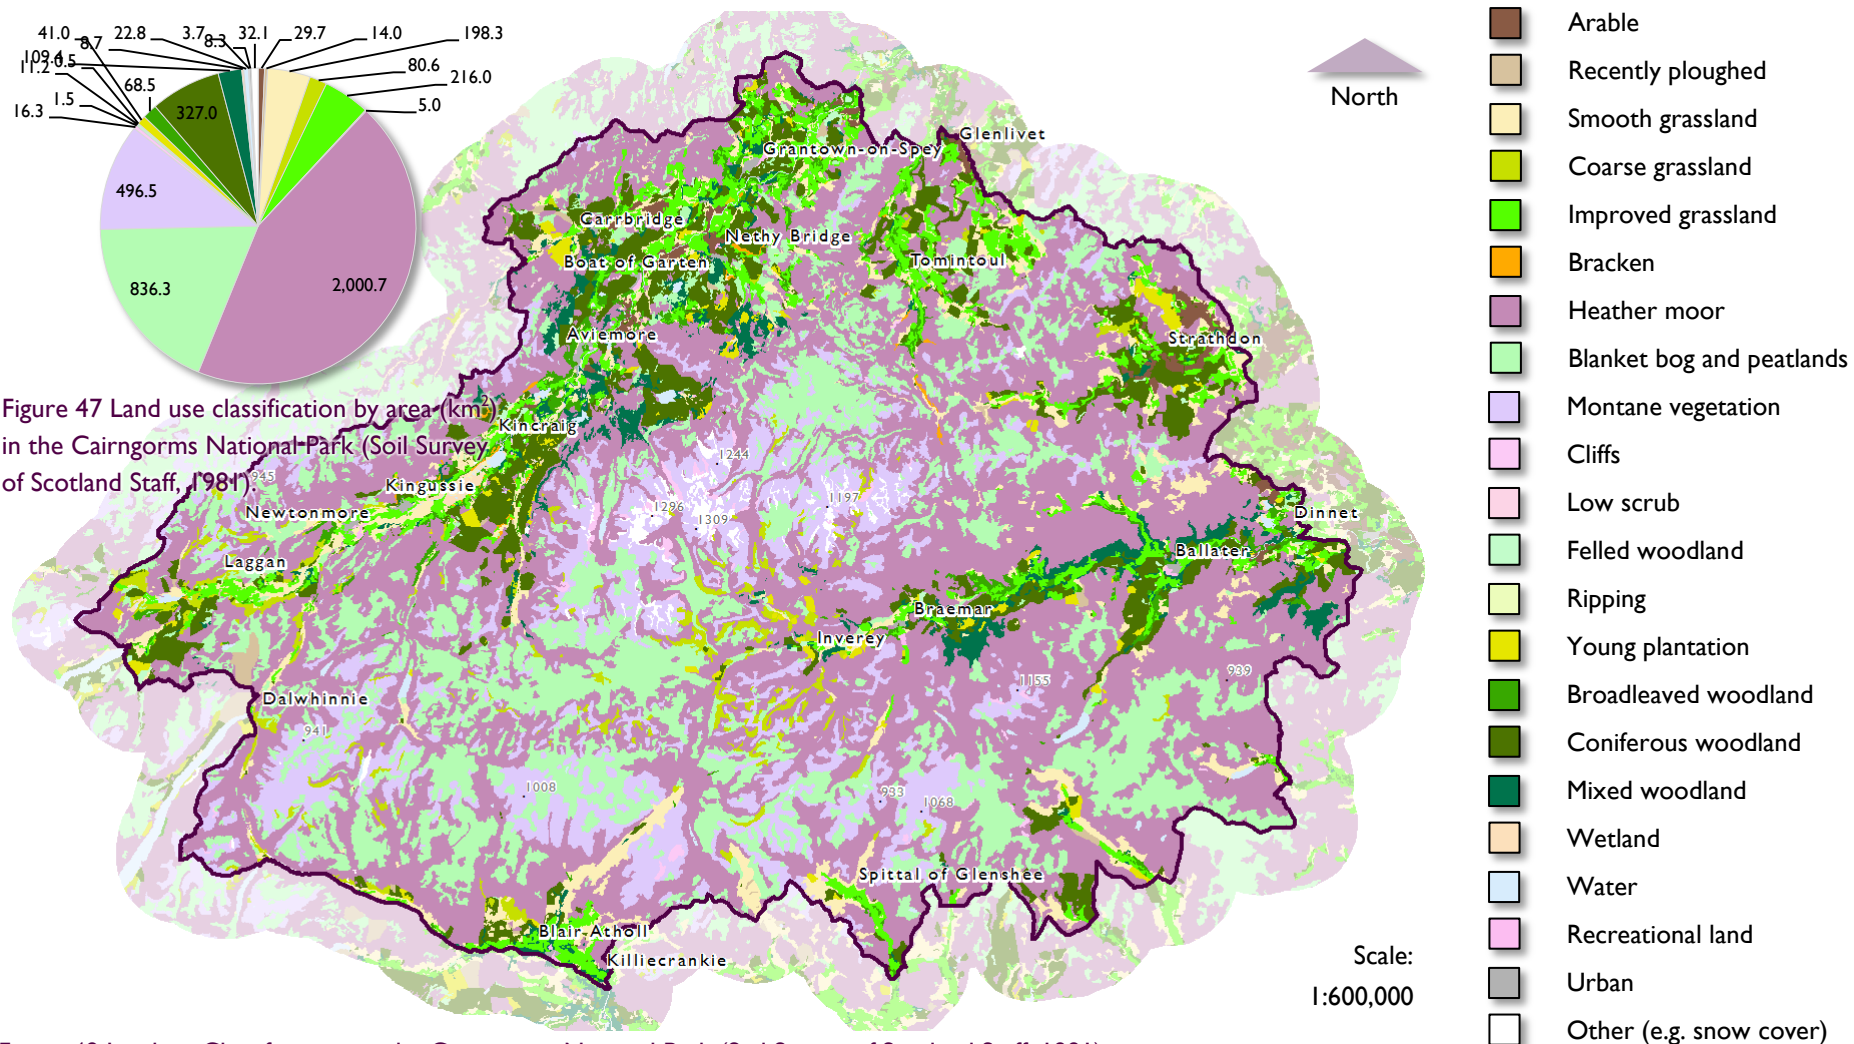 41.0
8.7
22.8
3.7
8.3
32.1
29.7
14.0
198.3
109.4
11.2
0.5
80.6
216.0
68.5
1.5
16.3
327.0
5.0
496.5
836.3
2,000.7
Figure 47 Land use classification by area (km2)
in the Cairngorms National Park (Soil Survey
of Scotland Staff, 1981).
North
Glenlivet
Grantown-on-Spey
Carrbridge
Nethy Bridge
Boat of Garten
Tomintoul
Aviemore
Strathdon
Kincraig
1244
945
Kingussie
1296
1309
1197
Newtonmore
Dinnet
Laggan
Ballater
Braemar
Inverey
Dalwhinnie
1155
939
941
1008
933
1068
Spittal of Glenshee
Blair Atholl
Killiecrankie
Scale:
1:600,000
Arable
Recently ploughed
Smooth grassland
Coarse grassland
Improved grassland
Bracken
Heather moor
Blanket bog and peatlands
Montane vegetation
Cliffs
Low scrub
Felled woodland
Ripping
Young plantation
Broadleaved woodland
Coniferous woodland
Mixed woodland
Wetland
Water
Recreational land
Urban
Other (e.g. snow cover)